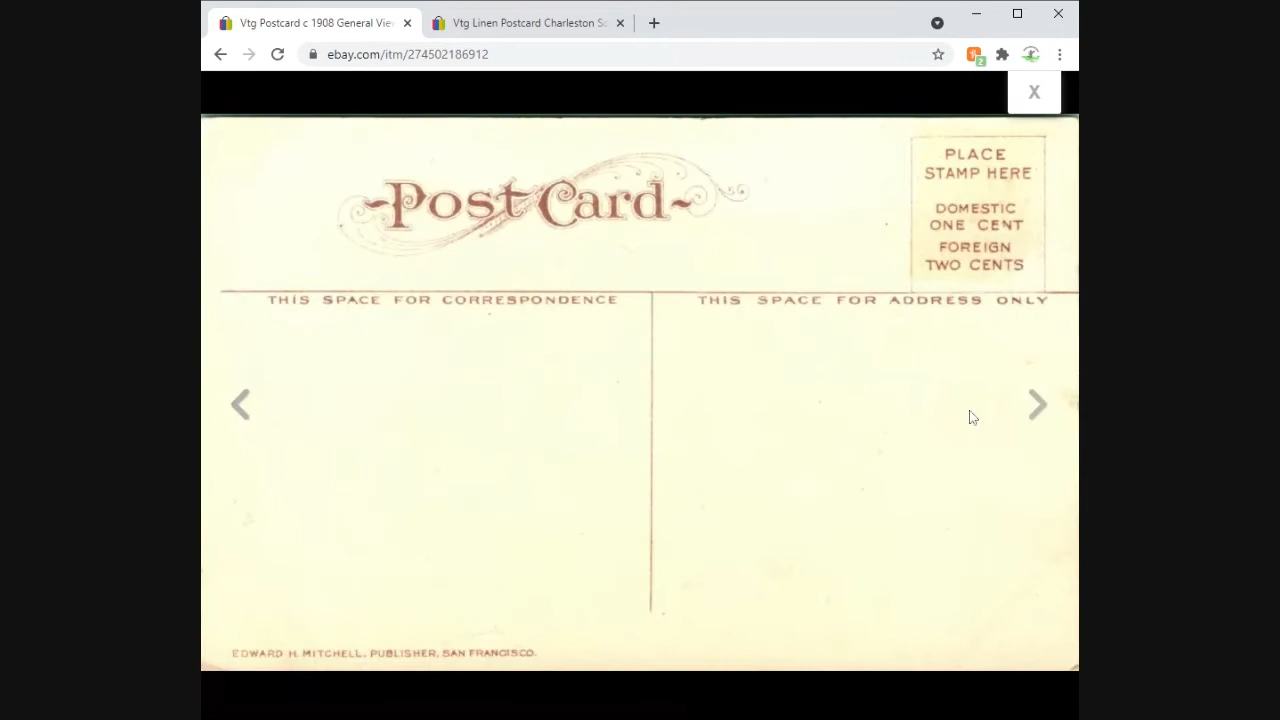 Vtg Postcard c 1908 General Vie
Vtg Linen Postcard Charleston Sc
ebay.com/itm/274502186912
2
X
Post Card
PLACE
STAMP HERE
DOMESTIC
ONE CENT
FOREIGN
TWO CENTS
THIS SPACE FOR CORRESPONDENCE
THIS SPACE FOR ADDRESS ONLY
EDWARD H. MITCHELL, PUBLISHER, SAN FRANCISCO.